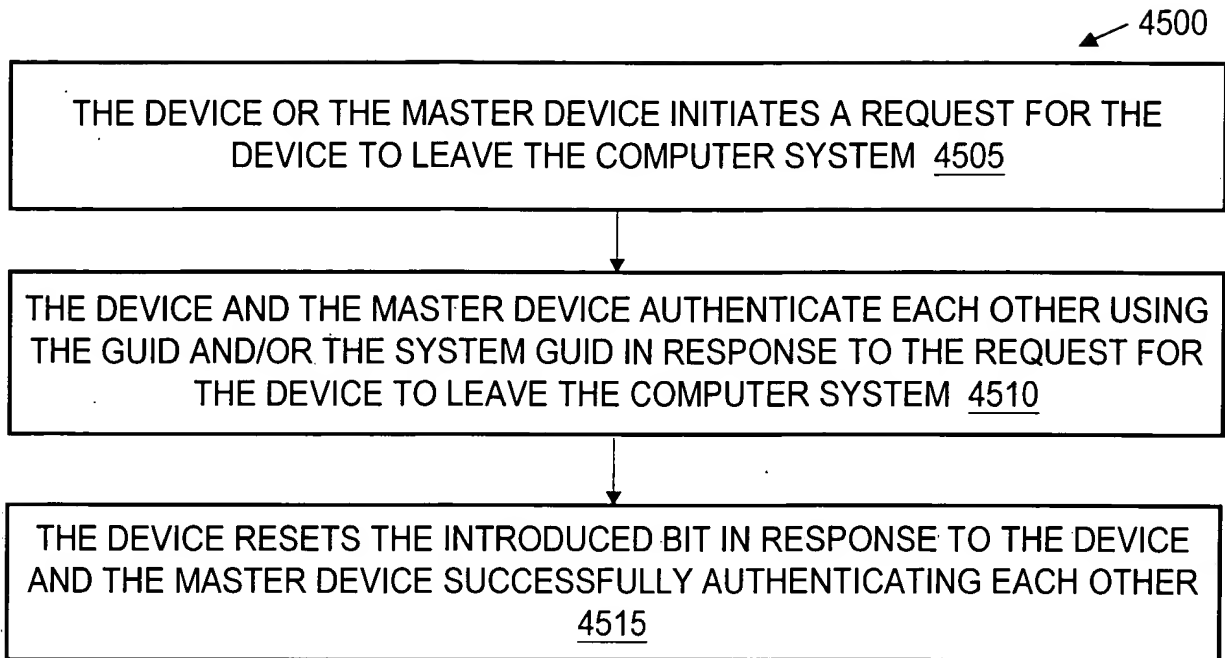 4500
THE DEVICE OR THE MASTER DEVICE INITIATES A REQUEST FOR THE
DEVICE TO LEAVE THE COMPUTER SYSTEM 4505
THE DEVICE AND THE MASTER DEVICE AUTHENTICATE EACH OTHER USING
THE GUID AND/OR THE SYSTEM GUID IN RESPONSE TO THE REQUEST FOR
THE DEVICE TO LEAVE THE COMPUTER SYSTEM 4510
THE DEVICE RESETS THE INTRODUCED BIT IN RESPONSE TO THE DEVICE
AND THE MASTER DEVICE SUCCESSFULLY AUTHENTICATING EACH OTHER
4515